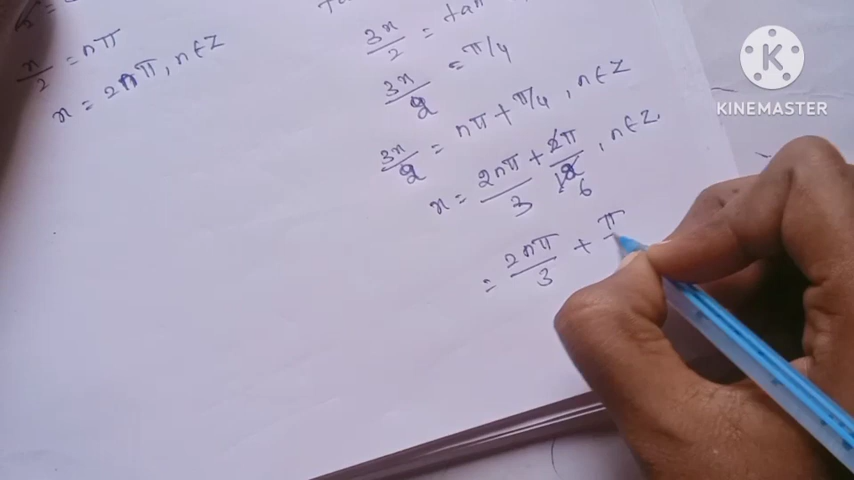 x/2 = nπ
x = 2nπ, n∈Z
3x/2 = tan
3x/2 = π/4
3x/2 = nπ + π/4, n∈Z
x = 2nπ/3 + 2π/12 6, n∈Z
= 2nπ/3 + π
K
KINEMASTER